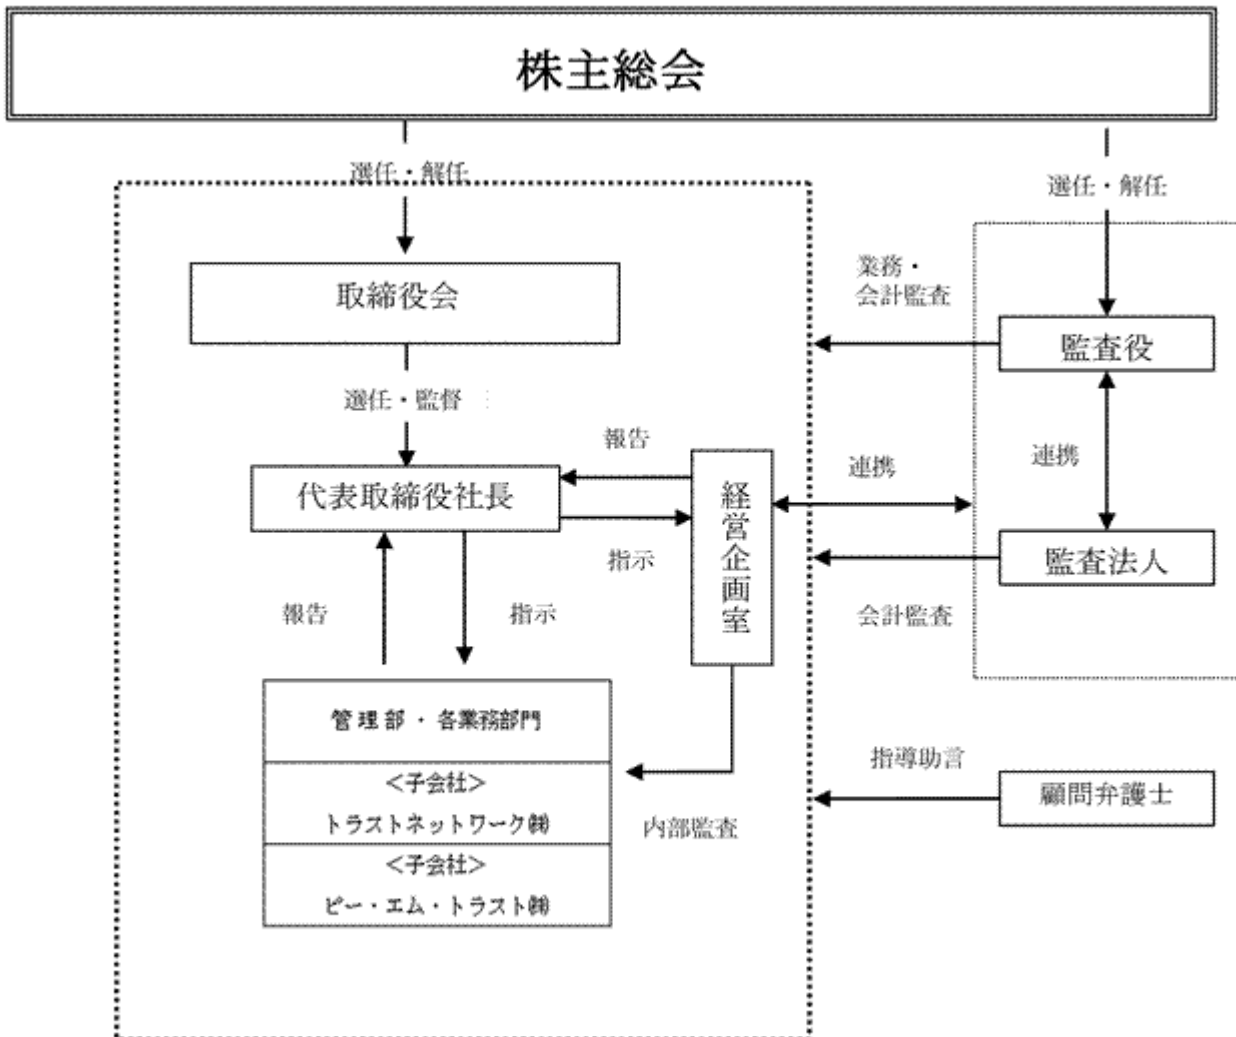 株主総会
選任・解任
選任・解任
取締役会
業務・
会計監査
監査役
選任・監督
報告
連携
連携
代表取締役社長
経営企画室
指示
監査法人
報告
指示
会計監査
管理部・各業務部門
<子会社>
トラストネットワーク㈱
内部監査
<子会社>
ピー・エム・トラスト㈱
指導助言
顧問弁護士